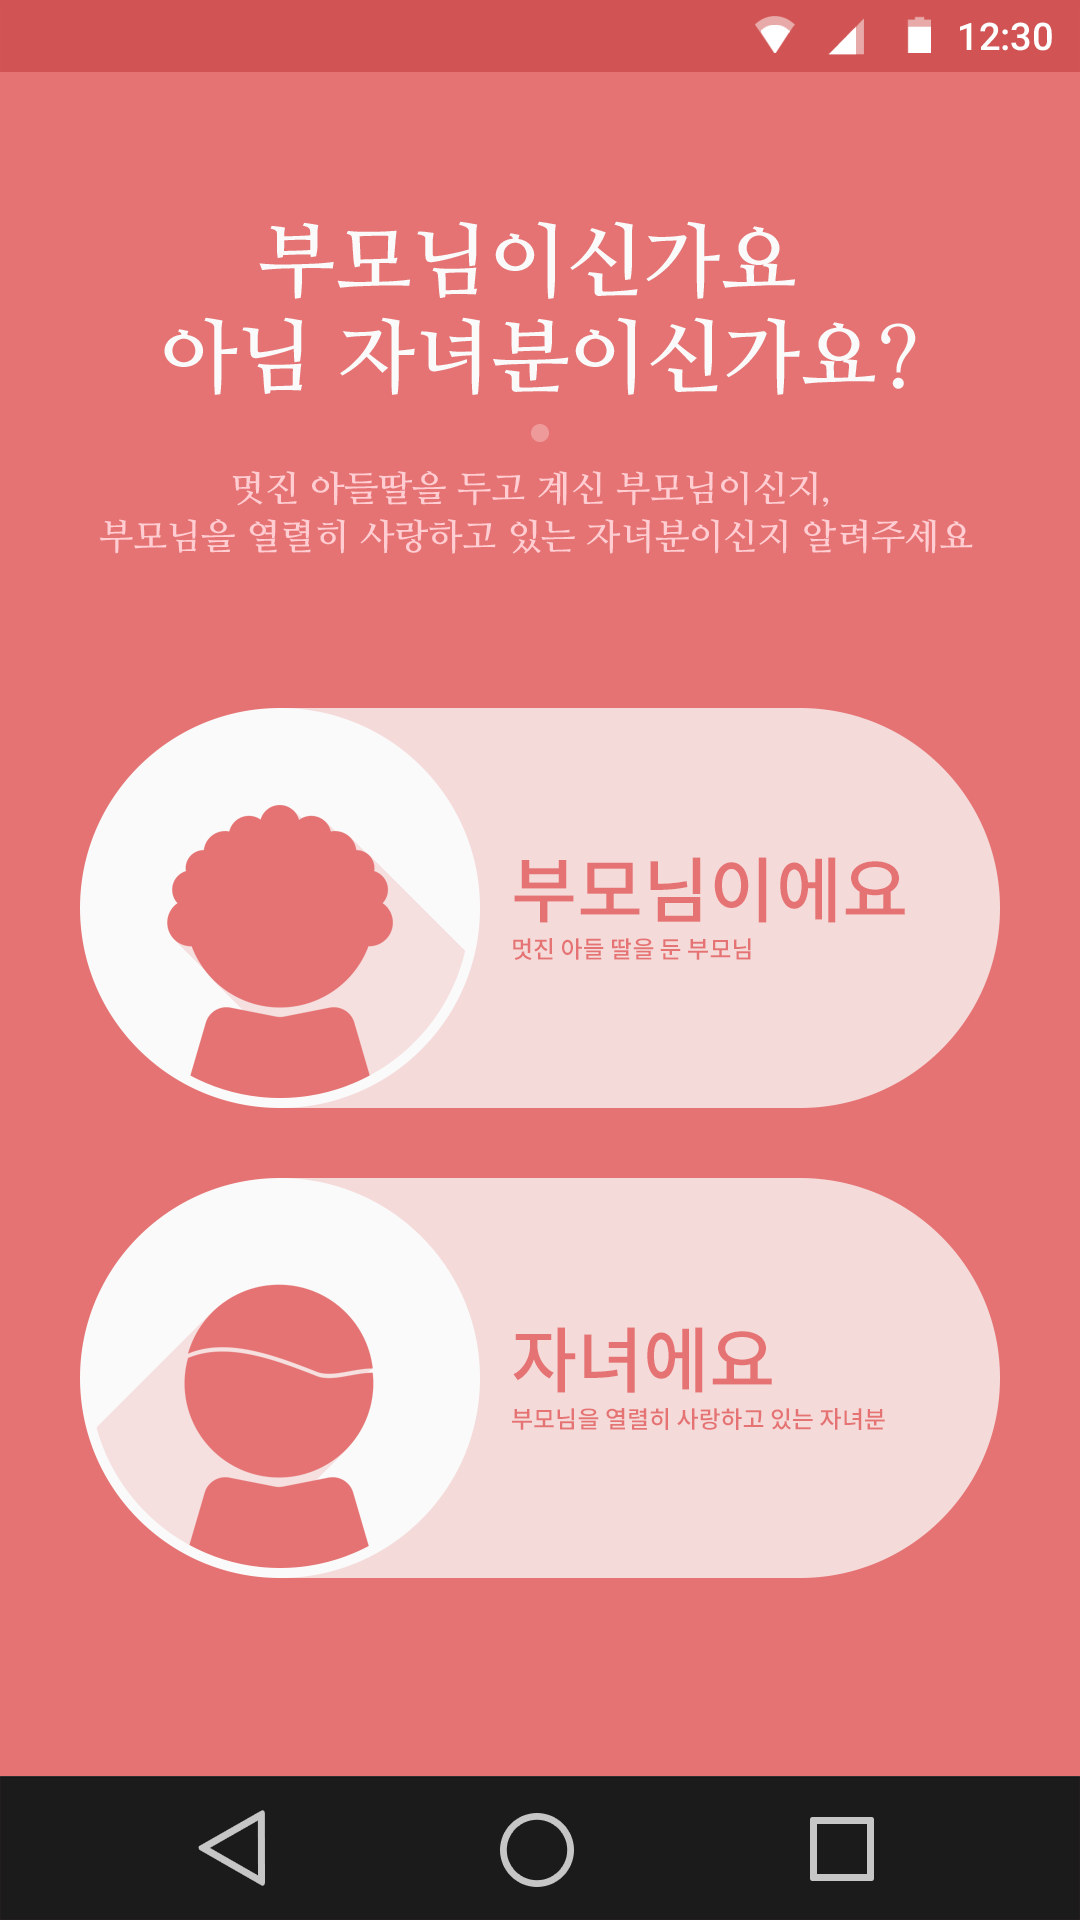 12:30
부모님이신가요
아님 자녀분이신가요?
멋진 아들딸을 두고 계신 부모님이신지,
부모님을 열렬히 사랑하고 있는 자녀분이신지 알려주세요
부모님이에요
멋진 아들 딸을 둔 부모님
자녀에요
부모님을 열렬히 사랑하고 있는 자녀분